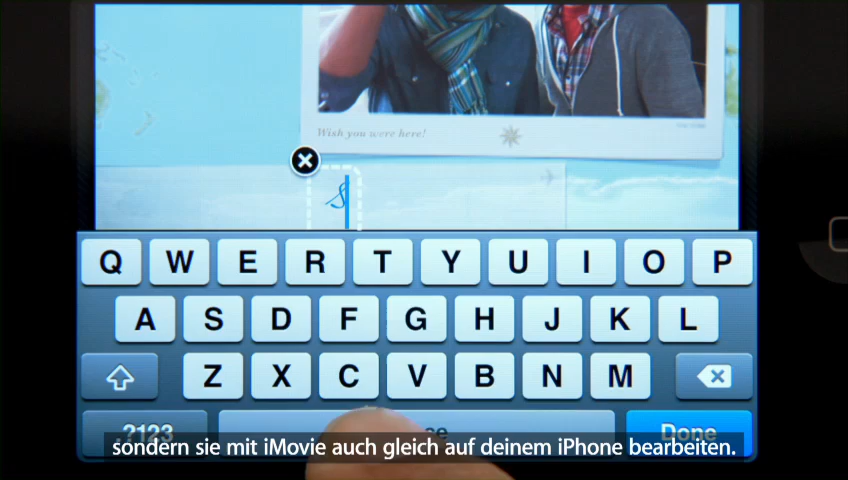 Wish you were here!
S
Q W E R T Y U I O P
A S D F G H J K L
Z X C V B N M
.?123 Done
sondern sie mit iMovie auch gleich auf deinem iPhone bearbeiten.